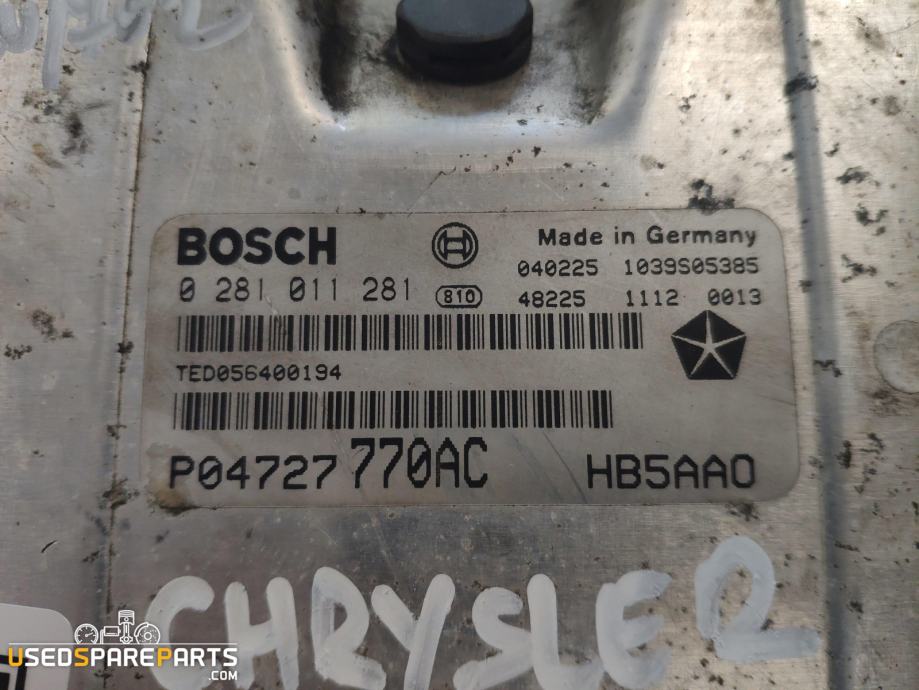 BOSCH Made in Germany
040225 1039S05385
0 281 011 281 810 48225 1112 0013
TED056400194
P04727 770AC HB5AA0
CHRYSLER
USEDSPAREPARTS
.COM